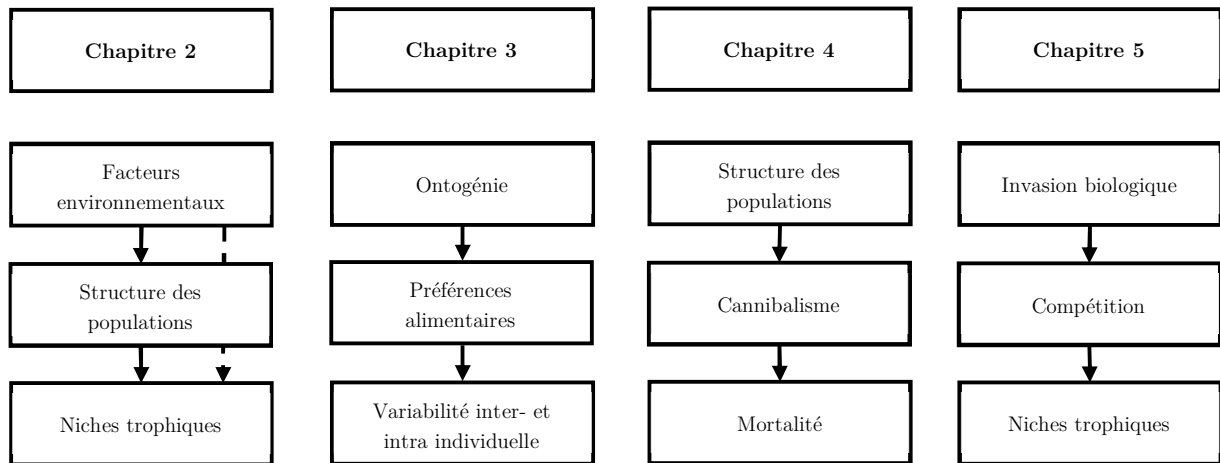 Chapitre 2
Chapitre 3
Chapitre 4
Chapitre 5
Facteurs
environnementaux
Ontogénie
Structure des
populations
Invasion biologique
Structure des
populations
Préférences
alimentaires
Cannibalisme
Compétition
Niches trophiques
Variabilité inter- et
intra individuelle
Mortalité
Niches trophiques